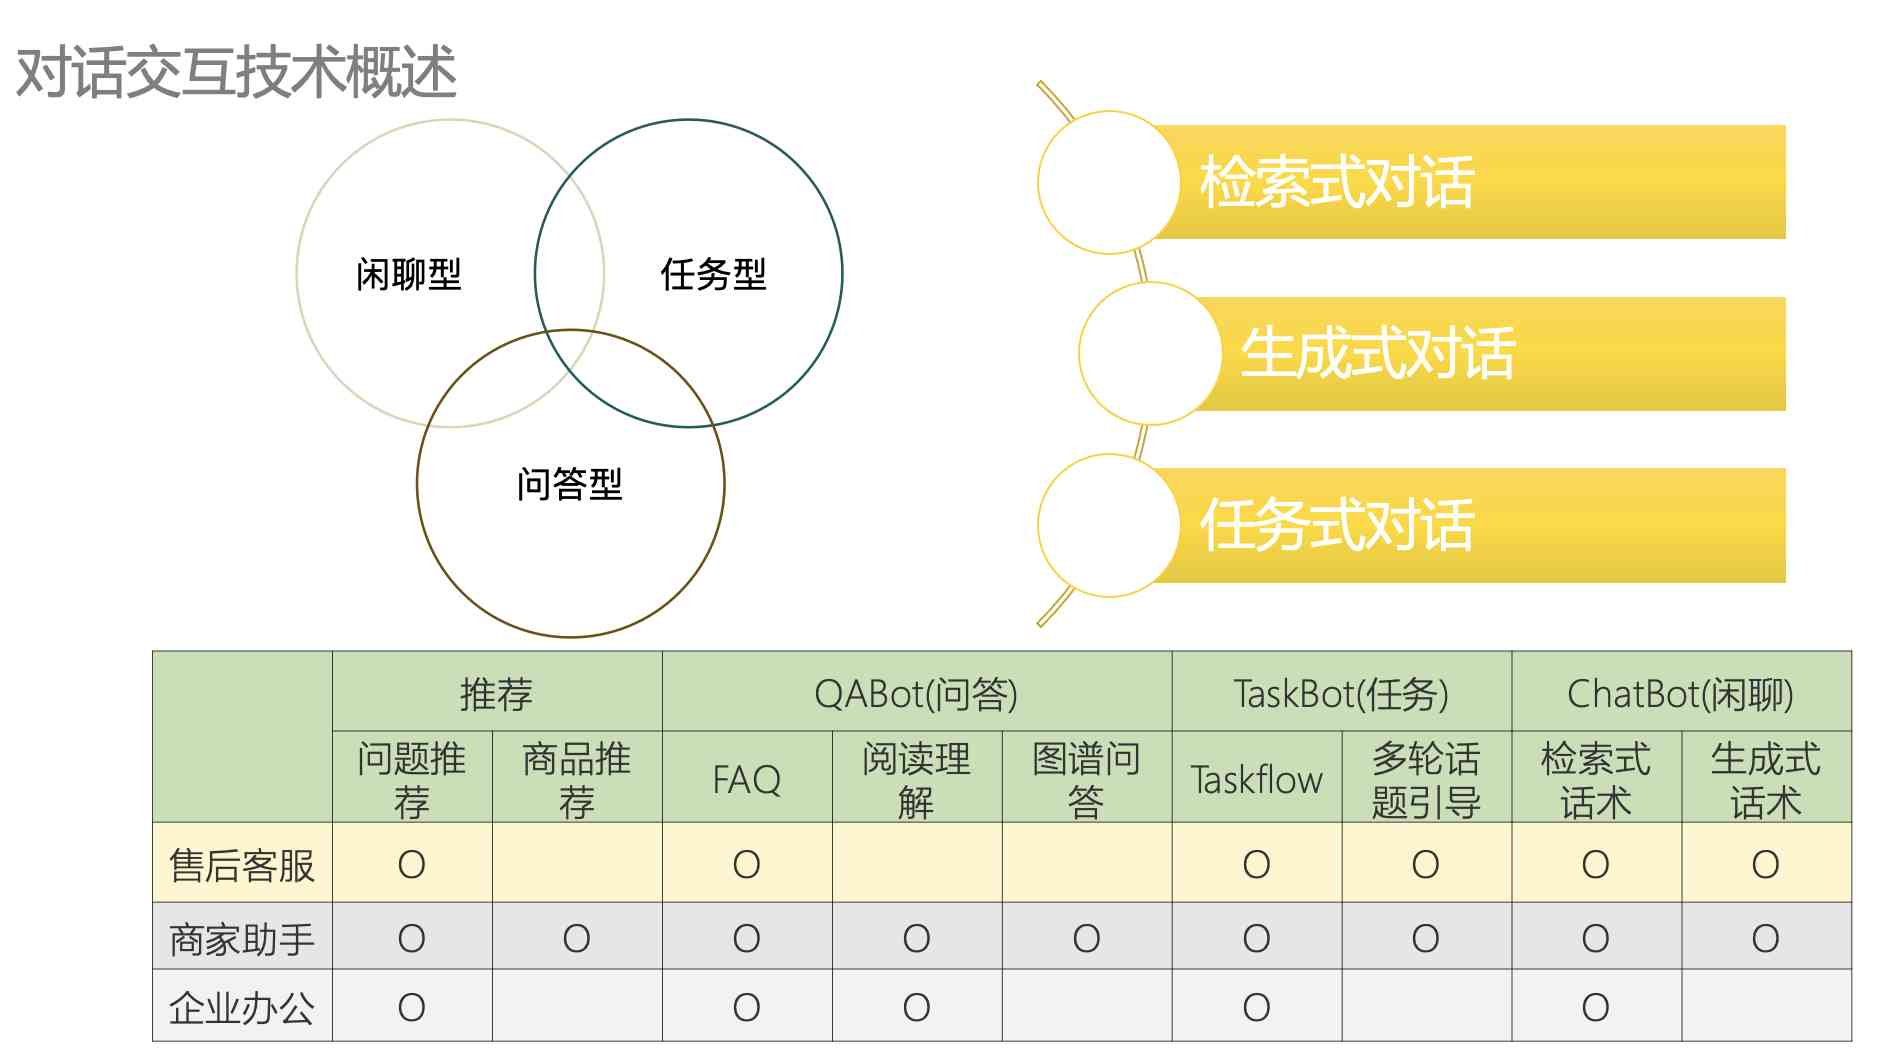 对话交互技术概述
闲聊型
任务型
问答型
检索式对话
生成式对话
任务式对话
推荐 QABot(问答) TaskBot(任务) ChatBot(闲聊)
问题推荐 商品推荐 FAQ 阅读理解 图谱问答 Taskflow 多轮话题引导 检索式话术 生成式话术
售后客服 O O O O O O
商家助手 O O O O O O O O O
企业办公 O O O O O